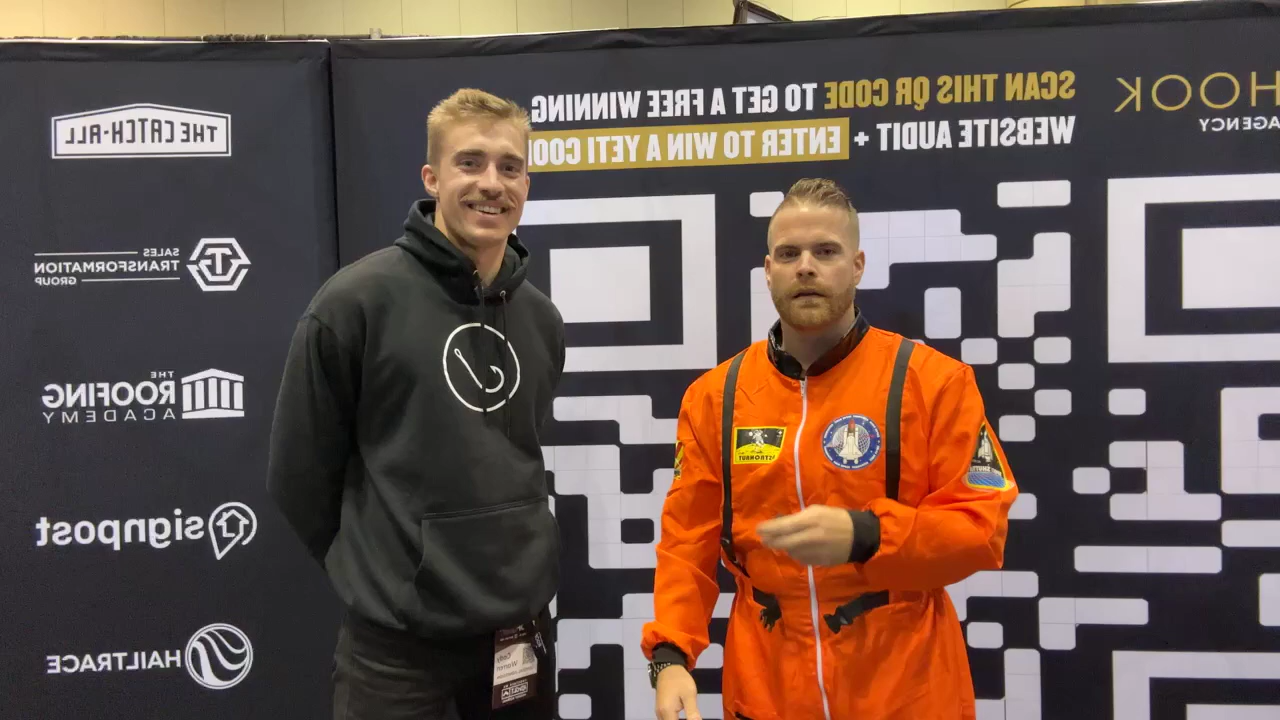 THE CATCH-ALL
SALES
TRANSFORMATION
GROUP
THE
ROOFING
ACADEMY
signpost
HAILTRACE
SCAN THIS QR CODE TO GET A FREE WINNING
WEBSITE AUDIT + ENTER TO WIN A YETI
HOOK
AGENCY
ASTRONAUT